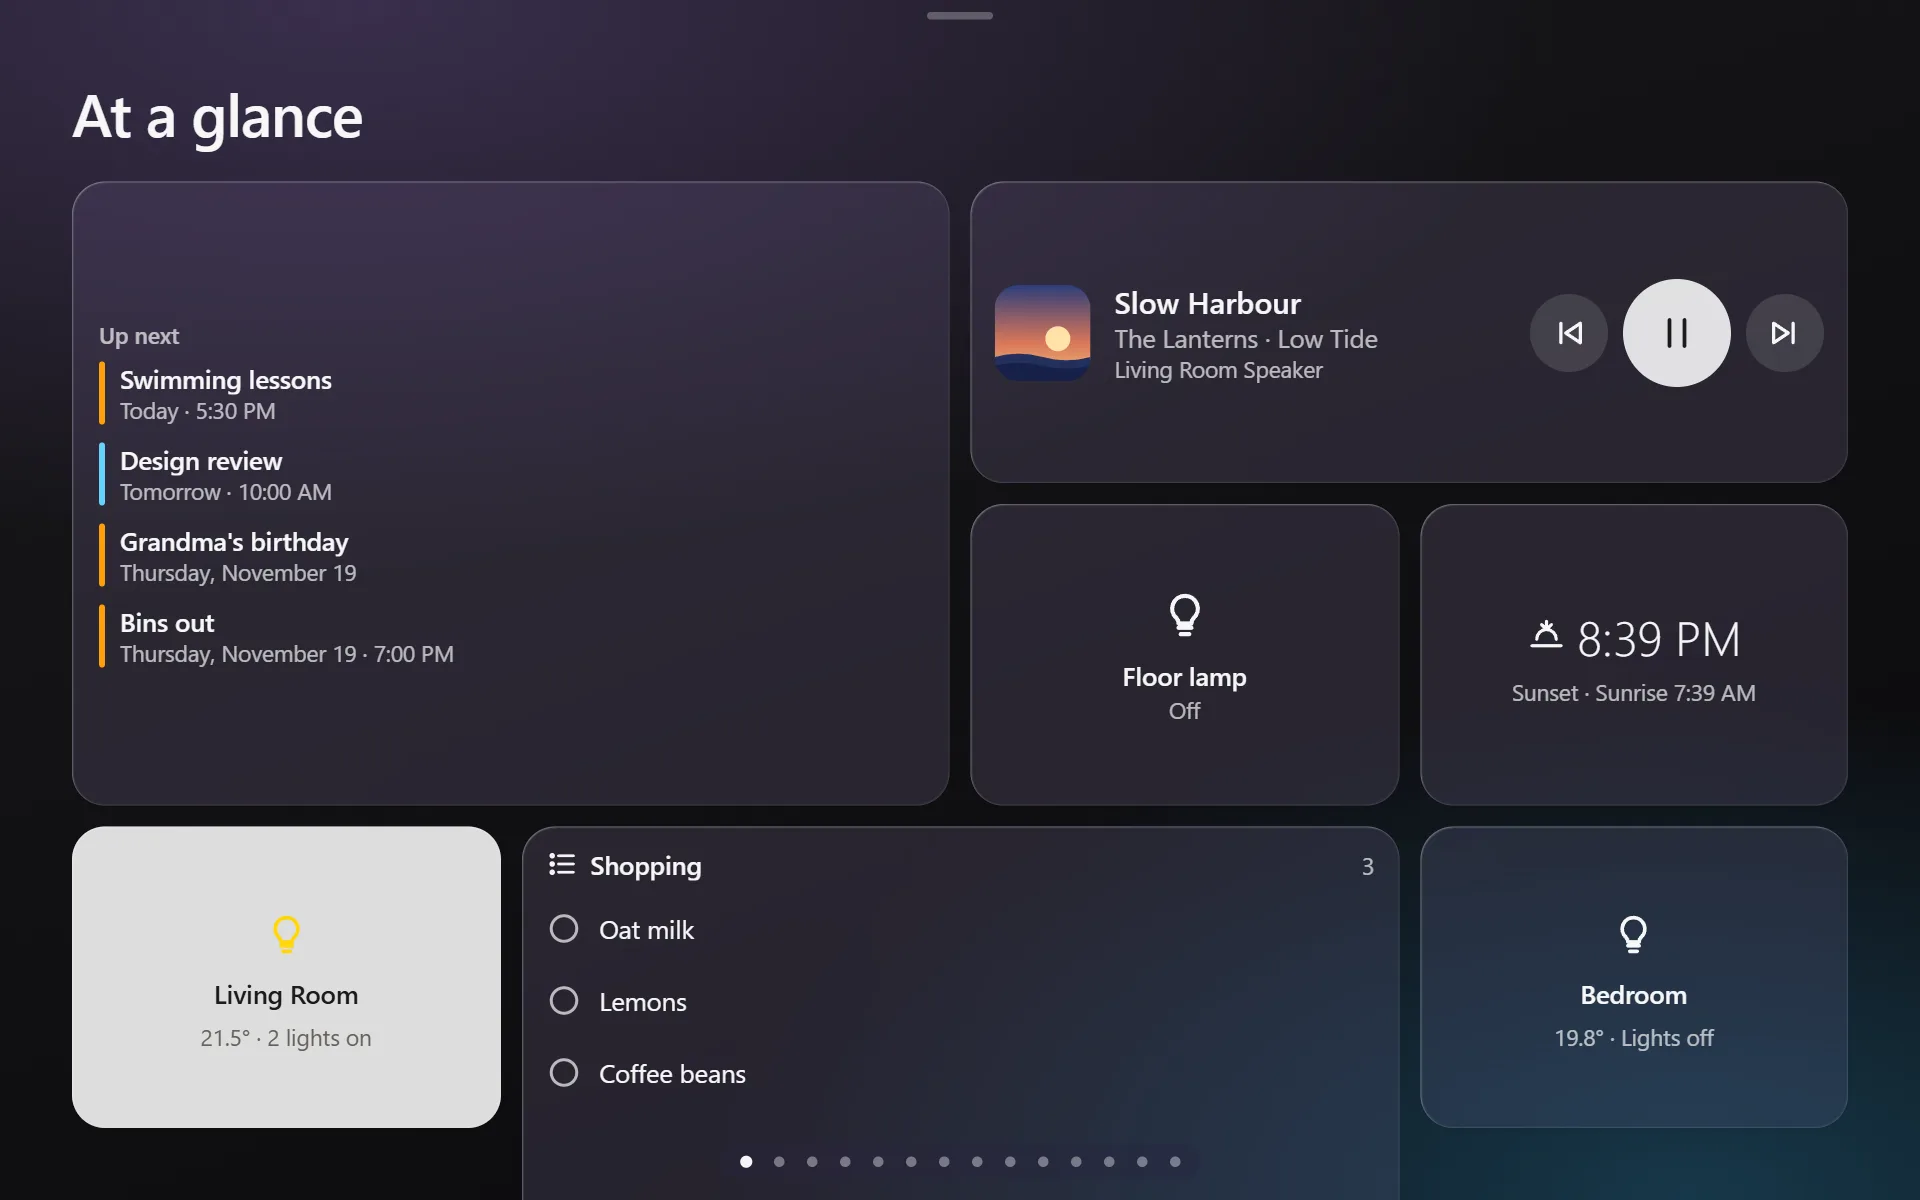 At a glance
Up next
Swimming lessons
Today · 5:30 PM
Design review
Tomorrow · 10:00 AM
Grandma's birthday
Thursday, November 19
Bins out
Thursday, November 19 · 7:00 PM
Slow Harbour
The Lanterns · Low Tide
Living Room Speaker
Floor lamp
Off
8:39 PM
Sunset · Sunrise 7:39 AM
Living Room
21.5° · 2 lights on
Shopping 3
Oat milk
Lemons
Coffee beans
Bedroom
19.8° · Lights off